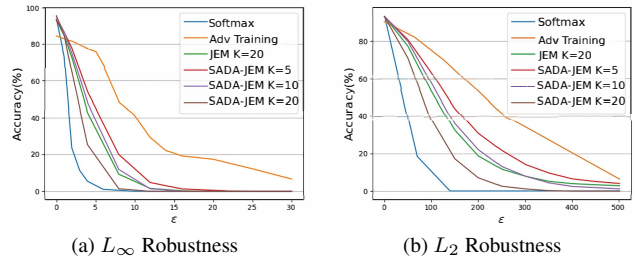 100
80
60
40
20
0
Accuracy(%)
Softmax
Adv Training
JEM K=20
SADA-JEM K=5
SADA-JEM K=10
SADA-JEM K=20
0 5 10 15 20 25 30
ε
(a) L∞ Robustness
100
80
60
40
20
0
Accuracy(%)
Softmax
Adv Training
JEM K=20
SADA-JEM K=5
SADA-JEM K=10
SADA-JEM K=20
0 100 200 300 400 500
ε
(b) L2 Robustness